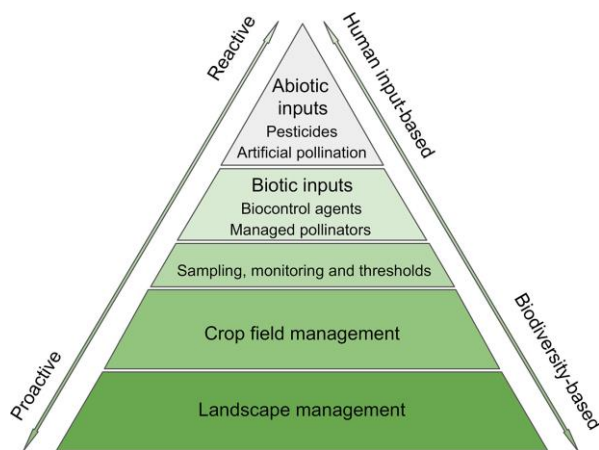 Reactive
Human input-based
Abiotic
inputs
Pesticides
Artificial pollination
Biotic inputs
Biocontrol agents
Managed pollinators
Sampling, monitoring and thresholds
Crop field management
Landscape management
Proactive
Biodiversity-based